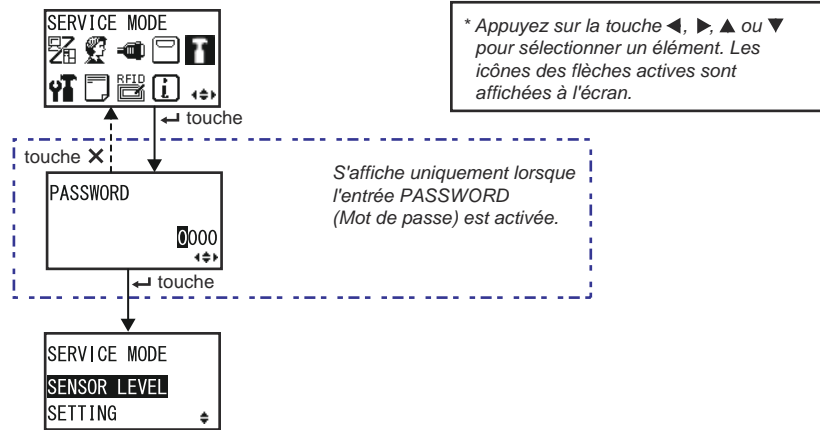 SERVICE MODE
RFID
i
* Appuyez sur la touche ◀, ▶, ▲ ou ▼
pour sélectionner un élément. Les
icônes des flèches actives sont
affichées à l'écran.
↵ touche
touche ✕
PASSWORD
0000
S'affiche uniquement lorsque
l'entrée PASSWORD
(Mot de passe) est activée.
↵ touche
SERVICE MODE
SENSOR LEVEL
SETTING